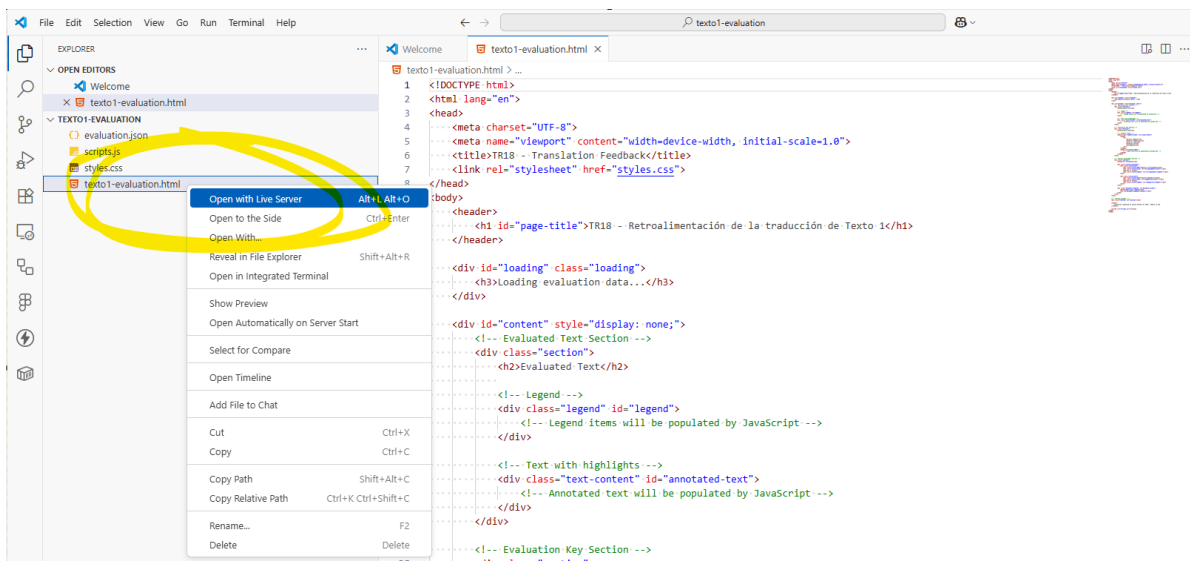 File Edit Selection View Go Run Terminal Help
texto1-evaluation
EXPLORER
OPEN EDITORS
Welcome
texto1-evaluation.html
TEXTO1-EVALUATION
evaluation.json
scripts.js
styles.css
texto1-evaluation.html
Open with Live Server Alt+L Alt+O
Open to the Side Ctrl+Enter
Open With...
Reveal in File Explorer Shift+Alt+R
Open in Integrated Terminal
Show Preview
Open Automatically on Server Start
Select for Compare
Open Timeline
Add File to Chat
Cut Ctrl+X
Copy Ctrl+C
Copy Path Shift+Alt+C
Copy Relative Path Ctrl+K Ctrl+Shift+C
Rename... F2
Delete Delete
Welcome texto1-evaluation.html
texto1-evaluation.html > ...
1 <!DOCTYPE html>
2 <html lang="en">
3 <head>
4 <meta charset="UTF-8">
5 <meta name="viewport" content="width=device-width, initial-scale=1.0">
6 <title>TR18 - Translation Feedback</title>
7 <link rel="stylesheet" href="styles.css">
8 </head>
<body>
<header>
<h1 id="page-title">TR18 - Retroalimentación de la traducción de Texto 1</h1>
</header>
<div id="loading" class="loading">
<h3>Loading evaluation data...</h3>
</div>
<div id="content" style="display: none;">
<!-- Evaluated Text Section -->
<div class="section">
<h2>Evaluated Text</h2>
<!-- Legend -->
<div class="legend" id="legend">
<!-- Legend items will be populated by JavaScript -->
</div>
<!-- Text with highlights -->
<div class="text-content" id="annotated-text">
<!-- Annotated text will be populated by JavaScript -->
</div>
</div>
<!-- Evaluation Key Section -->